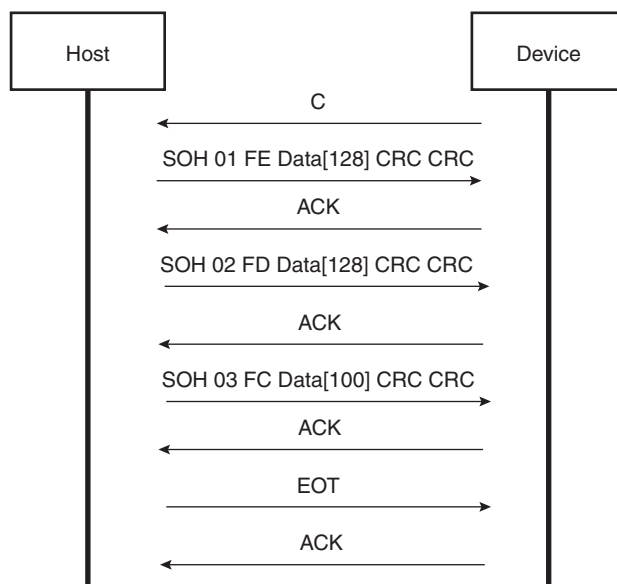 Host
Device
C
SOH 01 FE Data[128] CRC CRC
ACK
SOH 02 FD Data[128] CRC CRC
ACK
SOH 03 FC Data[100] CRC CRC
ACK
EOT
ACK